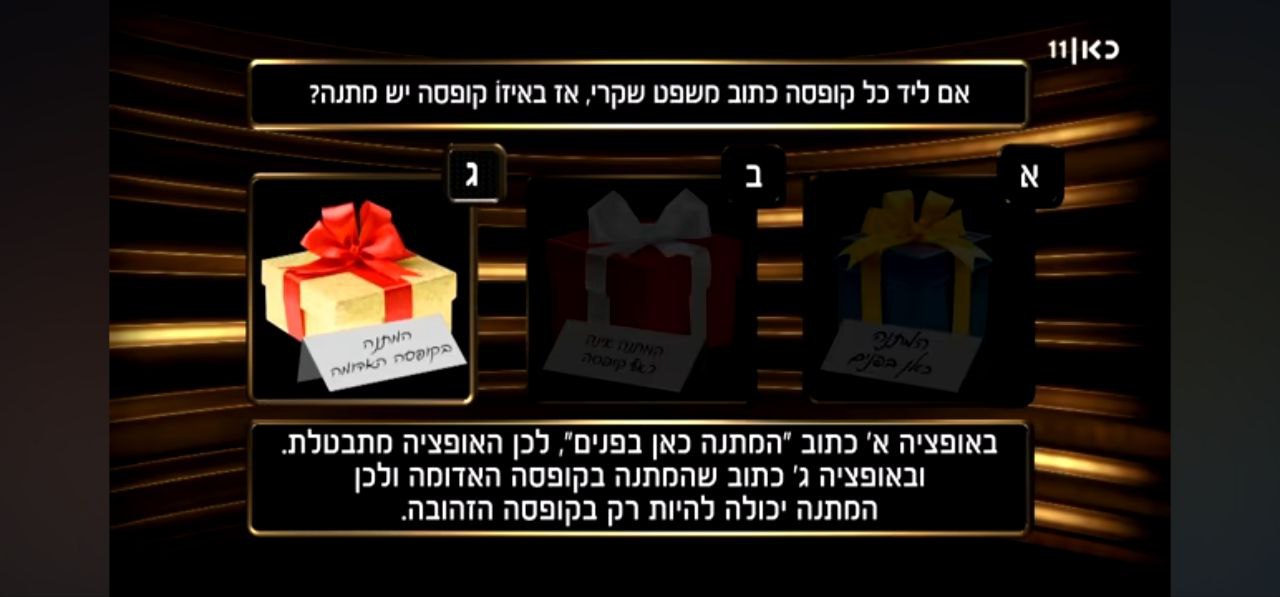 כאן|11
אם ליד כל קופסה כתוב משפט שקרי, אז באיזו קופסה יש מתנה?
א
ב
ג
המתנה
כאן בפנים
המתנה אינה
קופסה
המתנה
בקופסה האדומה
באופציה א' כתוב "המתנה כאן בפנים", לכן האופציה מתבטלת.
ובאופציה ג' כתוב שהמתנה בקופסה האדומה ולכן
המתנה יכולה להיות רק בקופסה הזהובה.